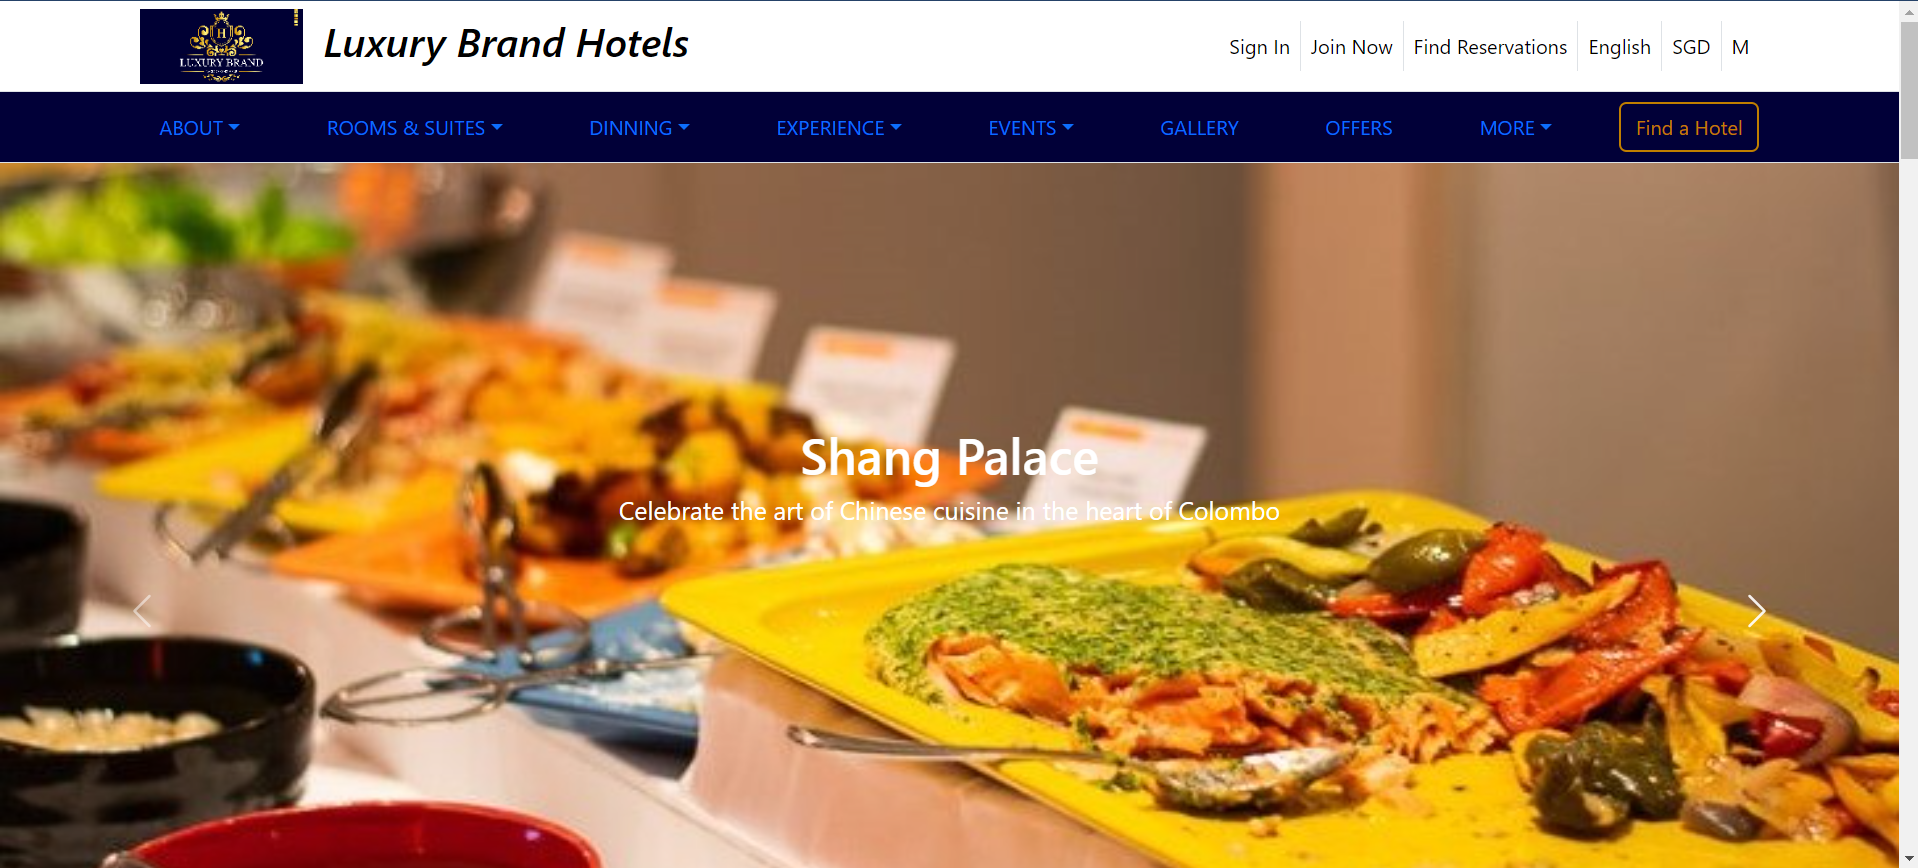 H
LUXURY BRAND
Luxury Brand Hotels
Sign In
Join Now
Find Reservations
English
SGD
M
ABOUT
ROOMS & SUITES
DINNING
EXPERIENCE
EVENTS
GALLERY
OFFERS
MORE
Find a Hotel
Shang Palace
Celebrate the art of Chinese cuisine in the heart of Colombo